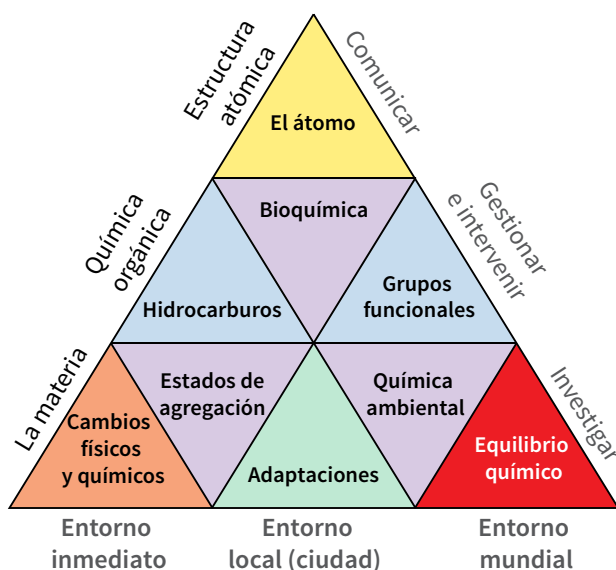 Estructura
atómica
Comunicar
El átomo
Química
orgánica
Bioquímica
Gestionar
e intervenir
Hidrocarburos
Grupos
funcionales
La materia
Estados de
agregación
Química
ambiental
Investigar
Cambios
físicos
y químicos
Adaptaciones
Equilibrio
químico
Entorno
inmediato
Entorno
local (ciudad)
Entorno
mundial